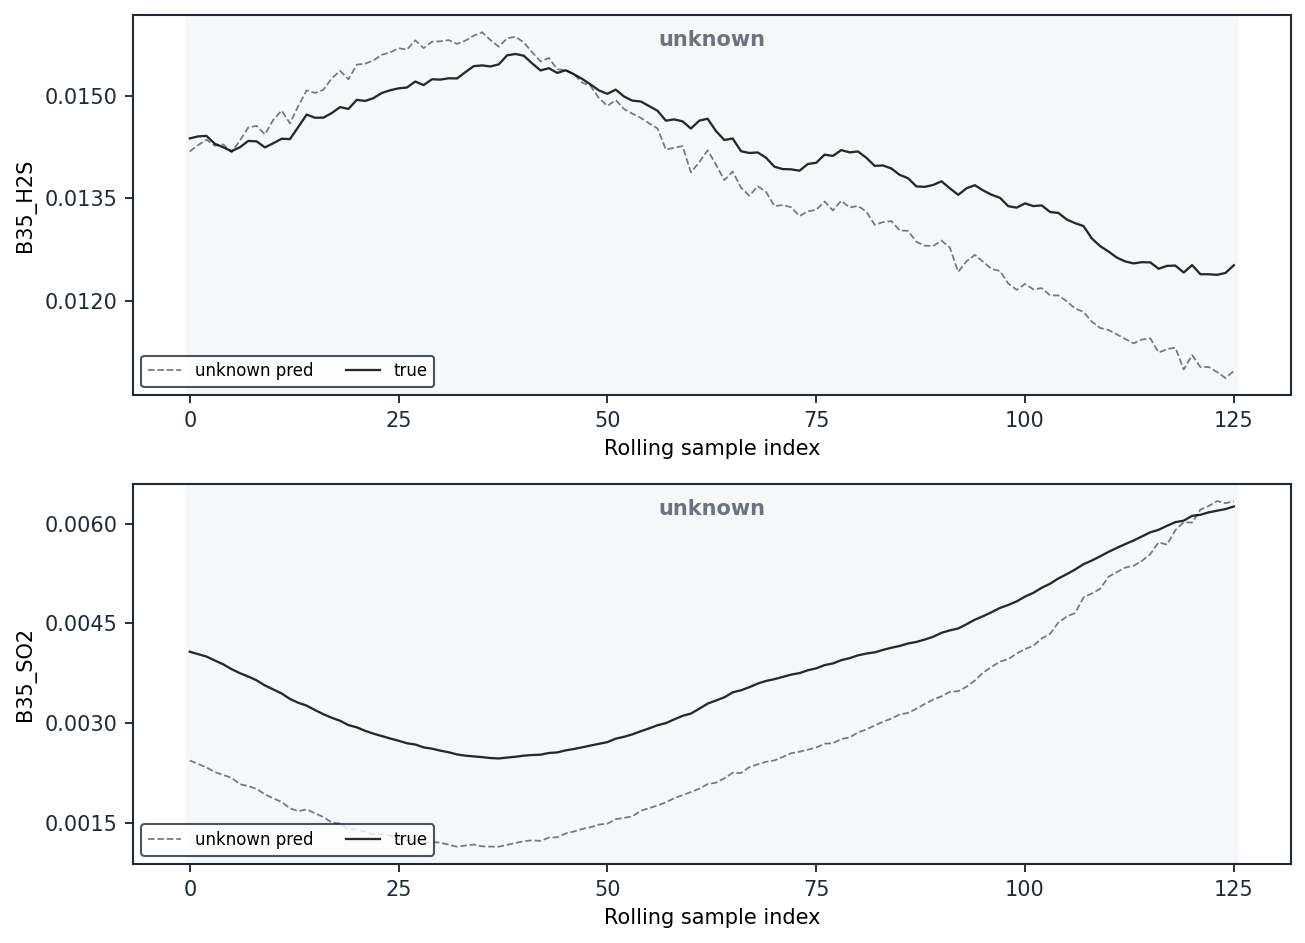 unknown
0.0150
0.0135
0.0120
B35_H2S
unknown pred true
0 25 50 75 100 125
Rolling sample index
unknown
0.0060
0.0045
0.0030
0.0015
B35_SO2
unknown pred true
0 25 50 75 100 125
Rolling sample index